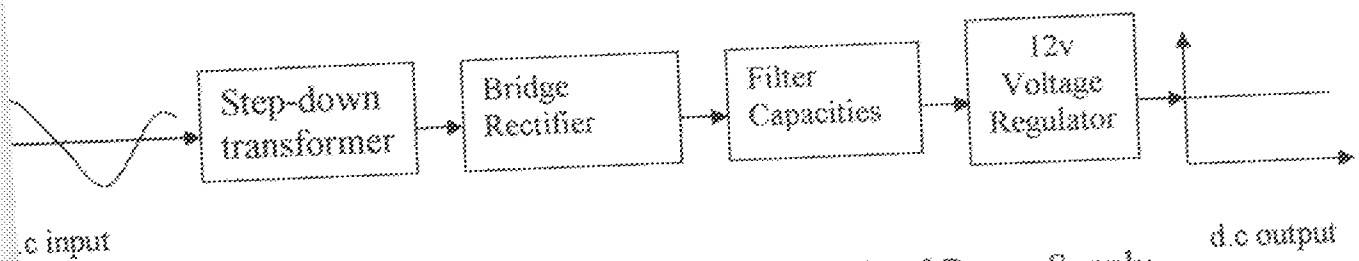 Step-down
transformer
Bridge
Rectifier
Filter
Capacities
12v
Voltage
Regulator
.c input
d.c output